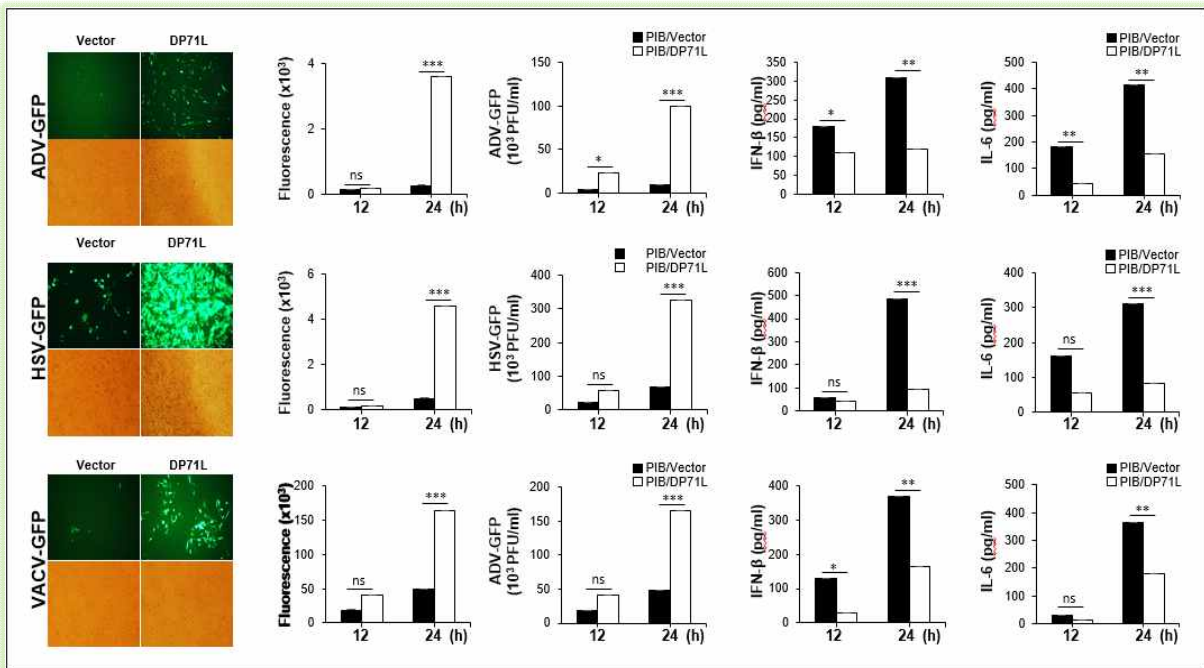 Vector DP71L
ADV-GFP
Fluorescence (x10³)
4
2
0
ns
***
12 24 (h)
PIB/Vector
PIB/DP71L
ADV-GFP
(10³ PFU/ml)
150
100
50
0
*
***
12 24 (h)
IFN-β (pg/ml)
350
300
250
200
150
100
50
0
*
**
12 24 (h)
PIB/Vector
PIB/DP71L
IL-6 (pg/ml)
500
400
300
200
100
0
**
**
12 24 (h)
Vector DP71L
HSV-GFP
Fluorescence (x10³)
6
4
2
0
ns
***
12 24 (h)
PIB/Vector
PIB/DP71L
HSV-GFP
(10³ PFU/ml)
400
300
200
100
0
ns
***
12 24 (h)
IFN-β (pg/ml)
600
500
400
300
200
100
0
ns
***
12 24 (h)
PIB/Vector
PIB/DP71L
IL-6 (pg/ml)
400
300
200
100
0
ns
***
12 24 (h)
Vector DP71L
VACV-GFP
Fluorescence (x10³)
200
150
100
50
0
ns
***
12 24 (h)
PIB/Vector
PIB/DP71L
ADV-GFP
(10³ PFU/ml)
200
150
100
50
0
ns
***
12 24 (h)
IFN-β (pg/ml)
400
300
200
100
0
*
**
12 24 (h)
PIB/Vector
PIB/DP71L
IL-6 (pg/ml)
500
400
300
200
100
0
ns
**
12 24 (h)